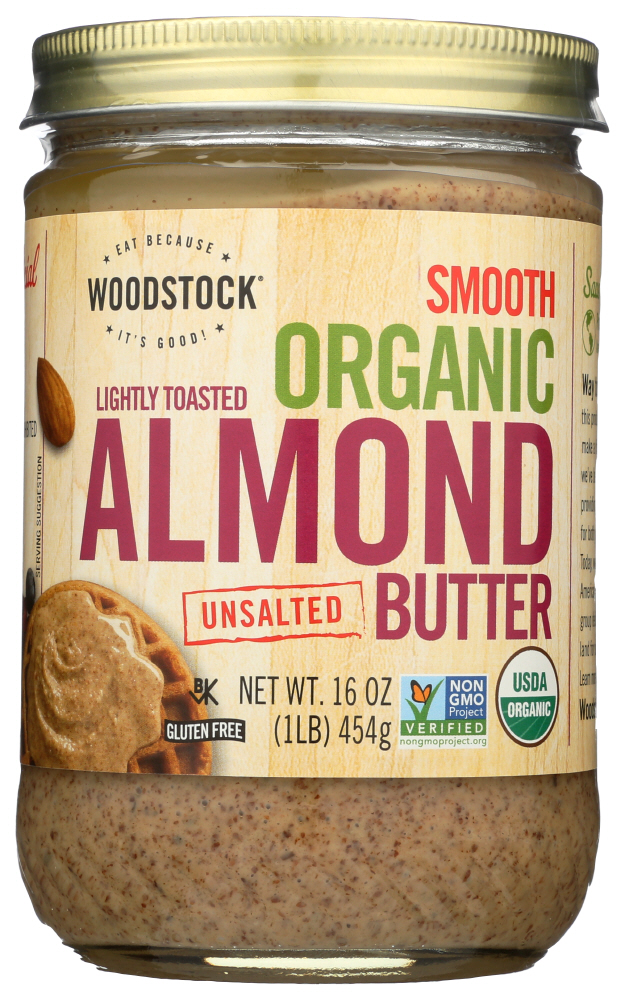 EAT BECAUSE
WOODSTOCK®
IT'S GOOD!
SMOOTH
ORGANIC
LIGHTLY TOASTED
ALMOND
BUTTER
UNSALTED
SERVING SUGGESTION
BK
GLUTEN FREE
NET WT. 16 OZ
(1LB) 454g
NON
GMO
Project
VERIFIED
nongmoproject.org
USDA
ORGANIC